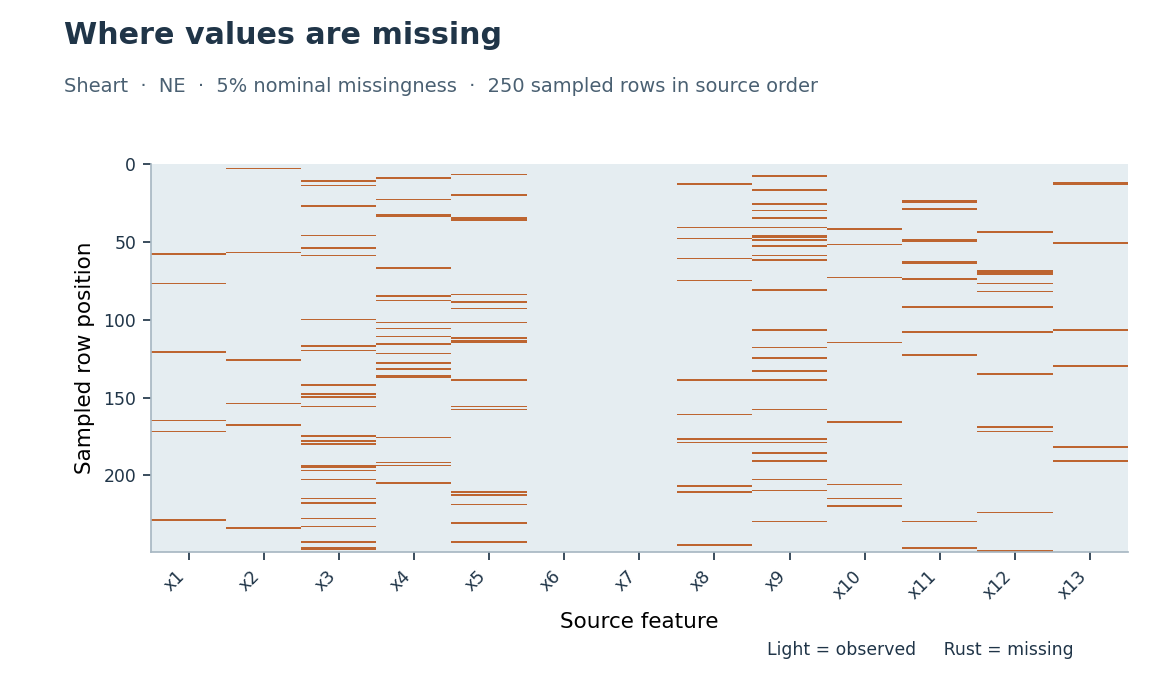 Where values are missing
Sheart · NE · 5% nominal missingness · 250 sampled rows in source order
0
50
100
150
200
Sampled row position
x1 x2 x3 x4 x5 x6 x7 x8 x9 x10 x11 x12 x13
Source feature
Light = observed Rust = missing